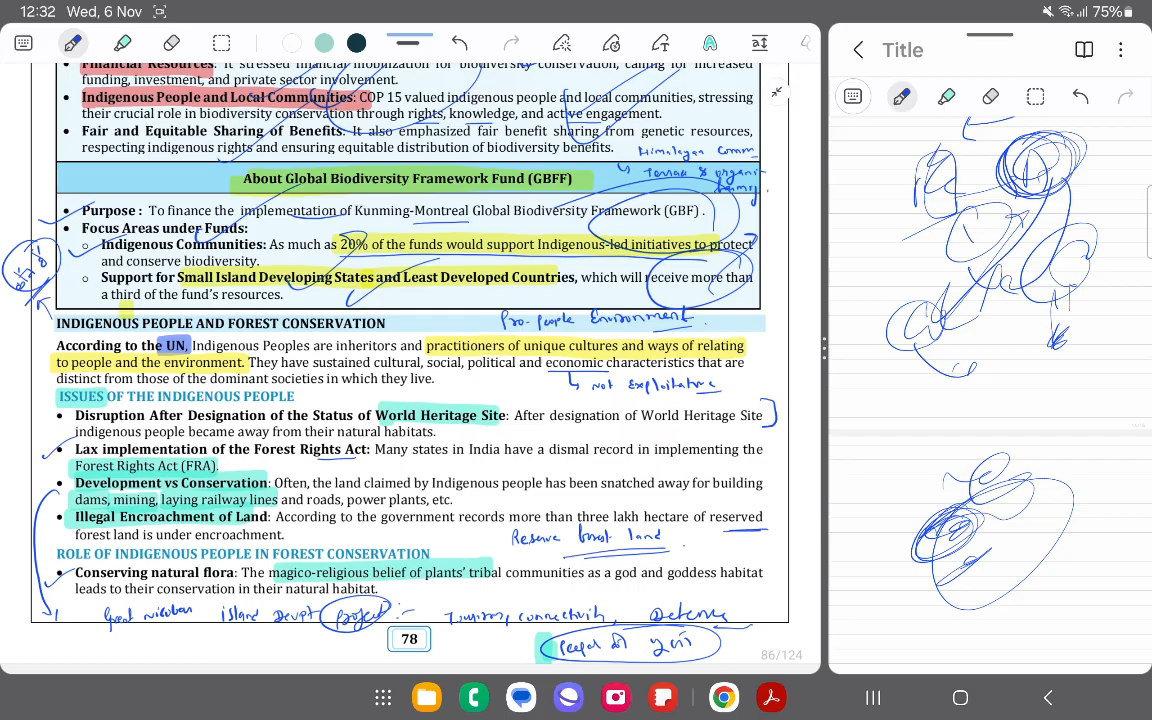 12:32 Wed, 6 Nov
75%
Title
Financial Resources: It stressed financial mobilization for biodiversity conservation, calling for increased
funding, investment, and private sector involvement.
• Indigenous People and Local Communities: COP 15 valued indigenous people and local communities, stressing
their crucial role in biodiversity conservation through rights, knowledge, and active engagement.
• Fair and Equitable Sharing of Benefits: It also emphasized fair benefit sharing from genetic resources,
respecting indigenous rights and ensuring equitable distribution of biodiversity benefits.
Himalayan Comm
About Global Biodiversity Framework Fund (GBFF)
• Purpose : To finance the implementation of Kunming-Montreal Global Biodiversity Framework (GBF) .
• Focus Areas under Funds:
o Indigenous Communities: As much as 20% of the funds would support Indigenous-led initiatives to protect
and conserve biodiversity.
o Support for Small Island Developing States and Least Developed Countries, which will receive more than
a third of the fund's resources.
Pro-people Environment.
INDIGENOUS PEOPLE AND FOREST CONSERVATION
According to the UN, Indigenous Peoples are inheritors and practitioners of unique cultures and ways of relating
to people and the environment. They have sustained cultural, social, political and economic characteristics that are
distinct from those of the dominant societies in which they live.
not exploitative
ISSUES OF THE INDIGENOUS PEOPLE
• Disruption After Designation of the Status of World Heritage Site: After designation of World Heritage Site
indigenous people became away from their natural habitats.
• Lax implementation of the Forest Rights Act: Many states in India have a dismal record in implementing the
Forest Rights Act (FRA).
• Development vs Conservation: Often, the land claimed by Indigenous people has been snatched away for building
dams, mining, laying railway lines and roads, power plants, etc.
• Illegal Encroachment of Land: According to the government records more than three lakh hectare of reserved
forest land is under encroachment.
Reserve forest land
ROLE OF INDIGENOUS PEOPLE IN FOREST CONSERVATION
• Conserving natural flora: The magico-religious belief of plants' tribal communities as a god and goddess habitat
leads to their conservation in their natural habitat.
Great nicobar island Devpt project :- Tourism, connectivity, Defense
78
86/124